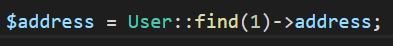 $address = User::find(1)->address;